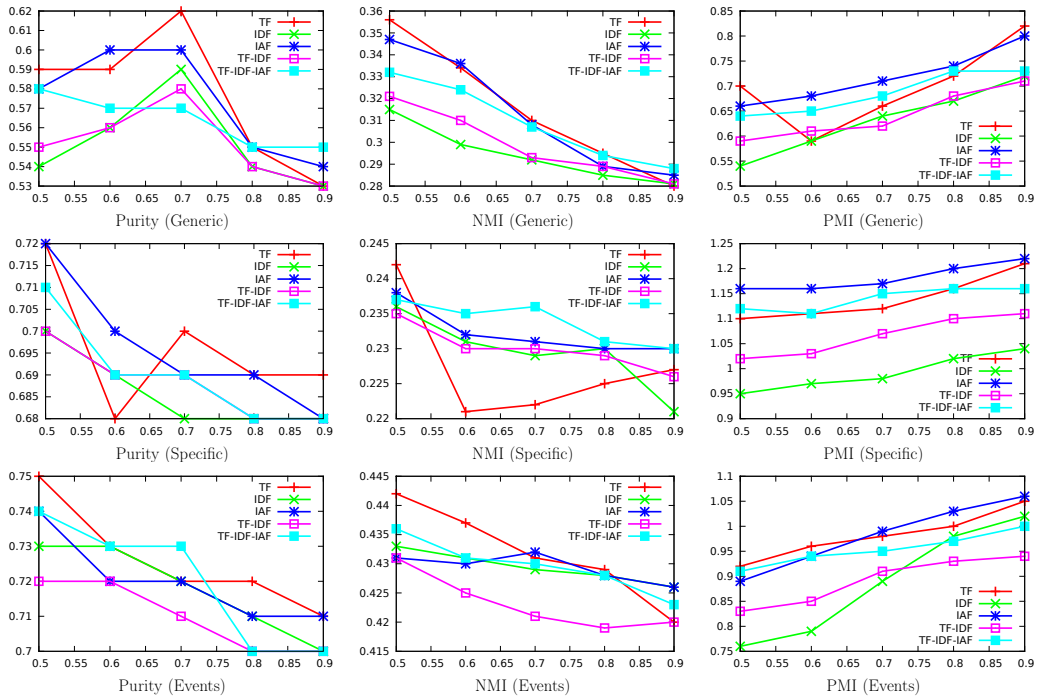 0.62
0.61
0.6
0.59
0.58
0.57
0.56
0.55
0.54
0.53
0.5 0.55 0.6 0.65 0.7 0.75 0.8 0.85 0.9
TF
IDF
IAF
TF-IDF
TF-IDF-IAF
Purity (Generic)
0.36
0.35
0.34
0.33
0.32
0.31
0.3
0.29
0.28
0.5 0.55 0.6 0.65 0.7 0.75 0.8 0.85 0.9
TF
IDF
IAF
TF-IDF
TF-IDF-IAF
NMI (Generic)
0.85
0.8
0.75
0.7
0.65
0.6
0.55
0.5
0.5 0.55 0.6 0.65 0.7 0.75 0.8 0.85 0.9
TF
IDF
IAF
TF-IDF
TF-IDF-IAF
PMI (Generic)
0.72
0.715
0.71
0.705
0.7
0.695
0.69
0.685
0.68
0.5 0.55 0.6 0.65 0.7 0.75 0.8 0.85 0.9
TF
IDF
IAF
TF-IDF
TF-IDF-IAF
Purity (Specific)
0.245
0.24
0.235
0.23
0.225
0.22
0.5 0.55 0.6 0.65 0.7 0.75 0.8 0.85 0.9
TF
IDF
IAF
TF-IDF
TF-IDF-IAF
NMI (Specific)
1.25
1.2
1.15
1.1
1.05
1
0.95
0.9
0.5 0.55 0.6 0.65 0.7 0.75 0.8 0.85 0.9
TF
IDF
IAF
TF-IDF
TF-IDF-IAF
PMI (Specific)
0.75
0.74
0.73
0.72
0.71
0.7
0.5 0.55 0.6 0.65 0.7 0.75 0.8 0.85 0.9
TF
IDF
IAF
TF-IDF
TF-IDF-IAF
Purity (Events)
0.445
0.44
0.435
0.43
0.425
0.42
0.415
0.5 0.55 0.6 0.65 0.7 0.75 0.8 0.85 0.9
TF
IDF
IAF
TF-IDF
TF-IDF-IAF
NMI (Events)
1.1
1.05
1
0.95
0.9
0.85
0.8
0.75
0.5 0.55 0.6 0.65 0.7 0.75 0.8 0.85 0.9
TF
IDF
IAF
TF-IDF
TF-IDF-IAF
PMI (Events)